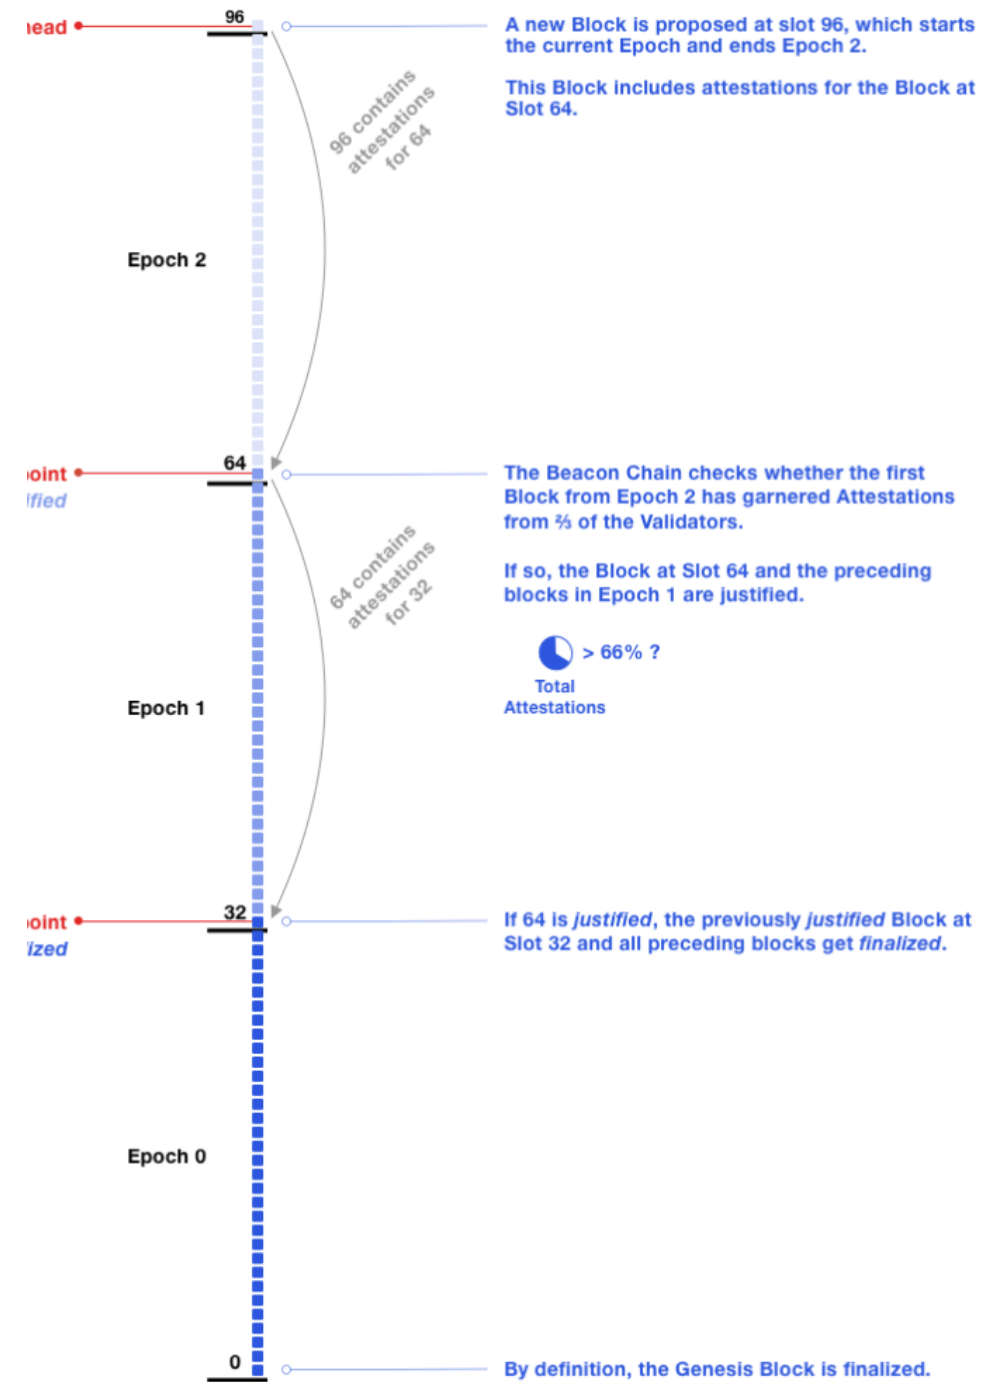 96
head
A new Block is proposed at slot 96, which starts
the current Epoch and ends Epoch 2.
This Block includes attestations for the Block at
Slot 64.
96 contains
attestations
for 64
Epoch 2
64
point
ified
The Beacon Chain checks whether the first
Block from Epoch 2 has garnered Attestations
from ⅔ of the Validators.
If so, the Block at Slot 64 and the preceding
blocks in Epoch 1 are justified.
64 contains
attestations
for 32
> 66% ?
Total
Attestations
Epoch 1
32
point
lized
If 64 is justified, the previously justified Block at
Slot 32 and all preceding blocks get finalized.
Epoch 0
0
By definition, the Genesis Block is finalized.